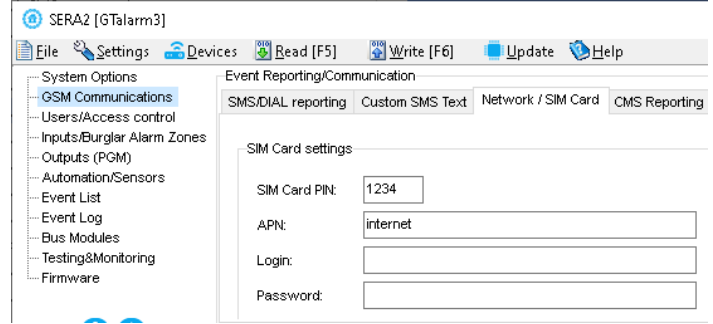 SERA2 [GTalarm3]
File Settings Devices Read [F5] Write [F6] Update Help
System Options
GSM Communications
Users/Access control
Inputs/Burglar Alarm Zones
Outputs (PGM)
Automation/Sensors
Event List
Event Log
Bus Modules
Testing&Monitoring
Firmware
Event Reporting/Communication
SMS/DIAL reporting Custom SMS Text Network / SIM Card CMS Reporting
SIM Card settings
SIM Card PIN: 1234
APN: internet
Login:
Password: